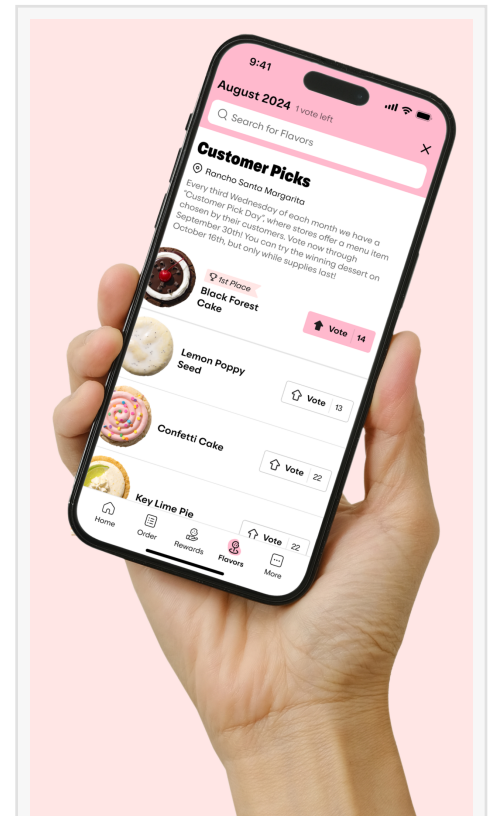 9:41
August 2024 1 vote left
Search for Flavors
Customer Picks
Rancho Santa Margarita
Every third Wednesday of each month we have a
"Customer Pick Day", where stores offer a menu item
chosen by their customers. Vote now through
September 30th! You can try the winning dessert on
October 16th, but only while supplies last!
1st Place
Black Forest
Cake
Vote 14
Lemon Poppy
Seed
Vote 13
Confetti Cake
Vote 22
Key Lime Pie
Vote 22
Home
Order
Rewards
Flavors
More